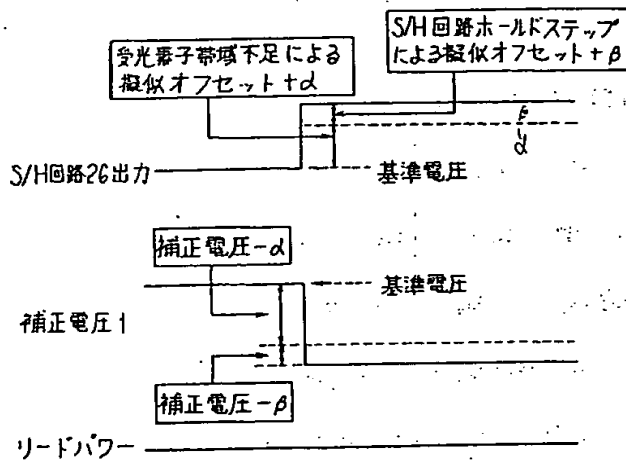 受光素子帯域不足による
擬似オフセット+α
S/H回路ホールドステップ
による擬似オフセット+β
β
α
S/H回路26出力
基準電圧
補正電圧-α
基準電圧
補正電圧1
補正電圧-β
リードパワー